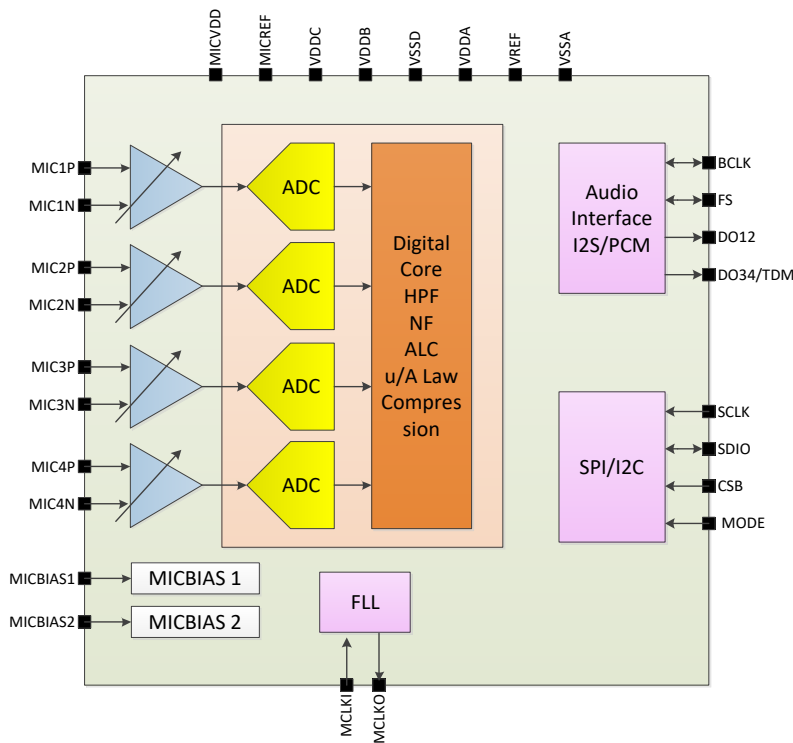 MICVDD
MICREF
VDDC
VDDB
VSSD
VDDA
VREF
VSSA
MIC1P
MIC1N
MIC2P
MIC2N
MIC3P
MIC3N
MIC4P
MIC4N
MICBIAS1
MICBIAS2
ADC
ADC
ADC
ADC
Digital
Core
HPF
NF
ALC
u/A Law
Compres
sion
MICBIAS 1
MICBIAS 2
FLL
MCLKI
MCLKO
Audio
Interface
I2S/PCM
BCLK
FS
DO12
DO34/TDM
SPI/I2C
SCLK
SDIO
CSB
MODE